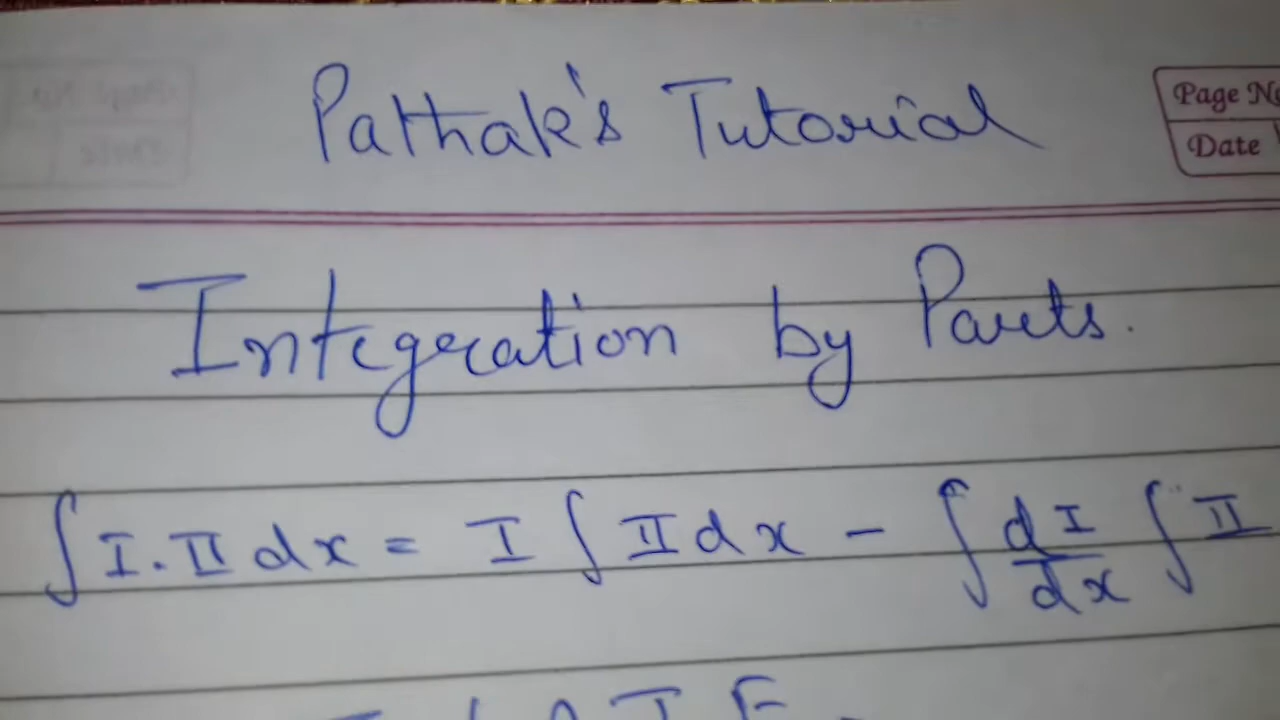 Pathak's Tutorial
Page No
Date
Integration by Parts.
∫ I . II dx = I ∫ II dx - ∫ dI/dx ∫ II
I L A T E